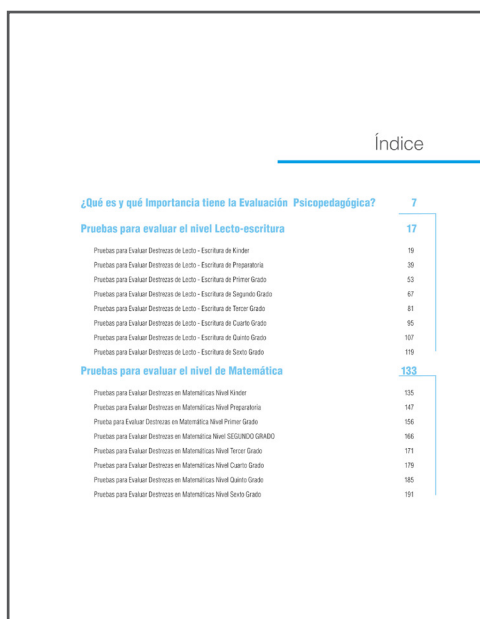 Índice
¿Qué es y qué Importancia tiene la Evaluación Psicopedagógica? 7
Pruebas para evaluar el nivel Lecto-escritura 17
Pruebas para Evaluar Destrezas de Lecto - Escritura de Kinder 19
Pruebas para Evaluar Destrezas de Lecto - Escritura de Preparatoria 39
Pruebas para Evaluar Destrezas de Lecto - Escritura de Primer Grado 53
Pruebas para Evaluar Destrezas de Lecto - Escritura de Segundo Grado 67
Pruebas para Evaluar Destrezas de Lecto - Escritura de Tercer Grado 81
Pruebas para Evaluar Destrezas de Lecto - Escritura de Cuarto Grado 95
Pruebas para Evaluar Destrezas de Lecto - Escritura de Quinto Grado 107
Pruebas para Evaluar Destrezas de Lecto - Escritura de Sexto Grado 119
Pruebas para evaluar el nivel de Matemática 133
Pruebas para Evaluar Destrezas en Matemáticas Nivel Kinder 135
Pruebas para Evaluar Destrezas en Matemáticas Nivel Preparatoria 147
Prueba para Evaluar Destrezas en Matemática Nivel Primer Grado 156
Pruebas para Evaluar Destrezas en Matemática Nivel SEGUNDO GRADO 166
Pruebas para Evaluar Destrezas en Matemáticas Nivel Tercer Grado 171
Pruebas para Evaluar Destrezas en Matemáticas Nivel Cuarto Grado 179
Pruebas para Evaluar Destrezas en Matemáticas Nivel Quinto Grado 185
Pruebas para Evaluar Destrezas en Matemáticas Nivel Sexto Grado 191